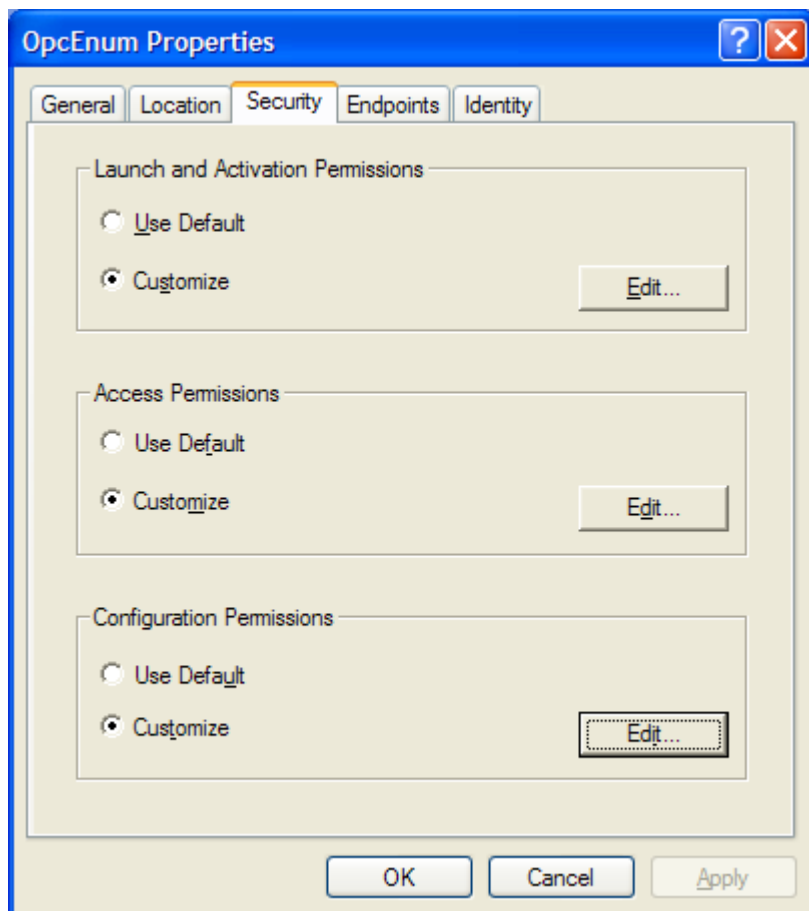 OpcEnum Properties
?
General Location Security Endpoints Identity
Launch and Activation Permissions
Use Default
Customize
Edit...
Access Permissions
Use Default
Customize
Edit...
Configuration Permissions
Use Default
Customize
Edit...
OK Cancel Apply